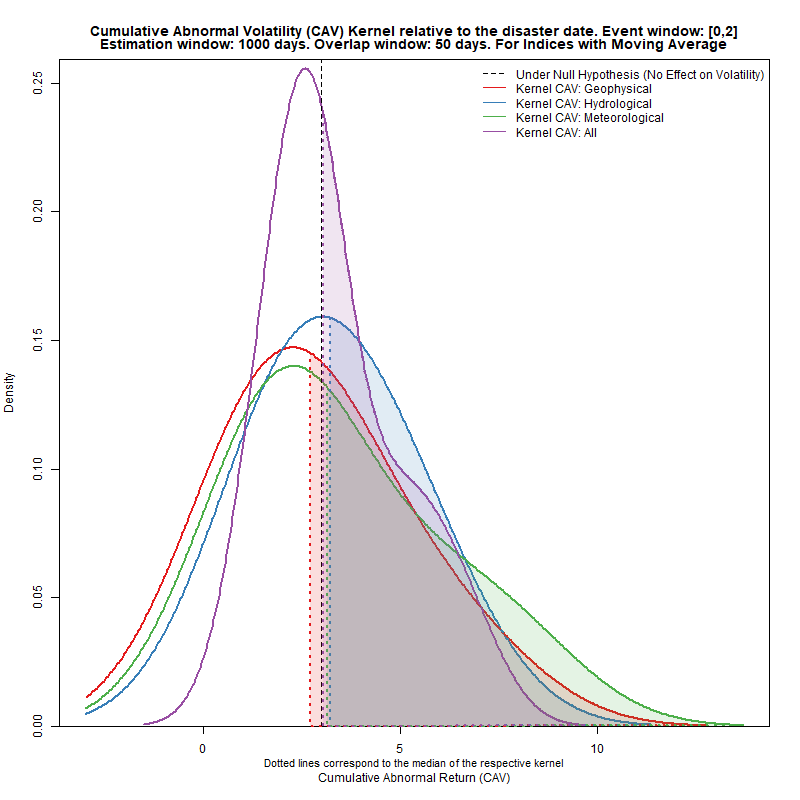 Cumulative Abnormal Volatility (CAV) Kernel relative to the disaster date. Event window: [0,2]
Estimation window: 1000 days. Overlap window: 50 days. For Indices with Moving Average
Under Null Hypothesis (No Effect on Volatility)
Kernel CAV: Geophysical
Kernel CAV: Hydrological
Kernel CAV: Meteorological
Kernel CAV: All
0.25
0.20
0.15
0.10
0.05
0.00
Density
0 5 10
Dotted lines correspond to the median of the respective kernel
Cumulative Abnormal Return (CAV)